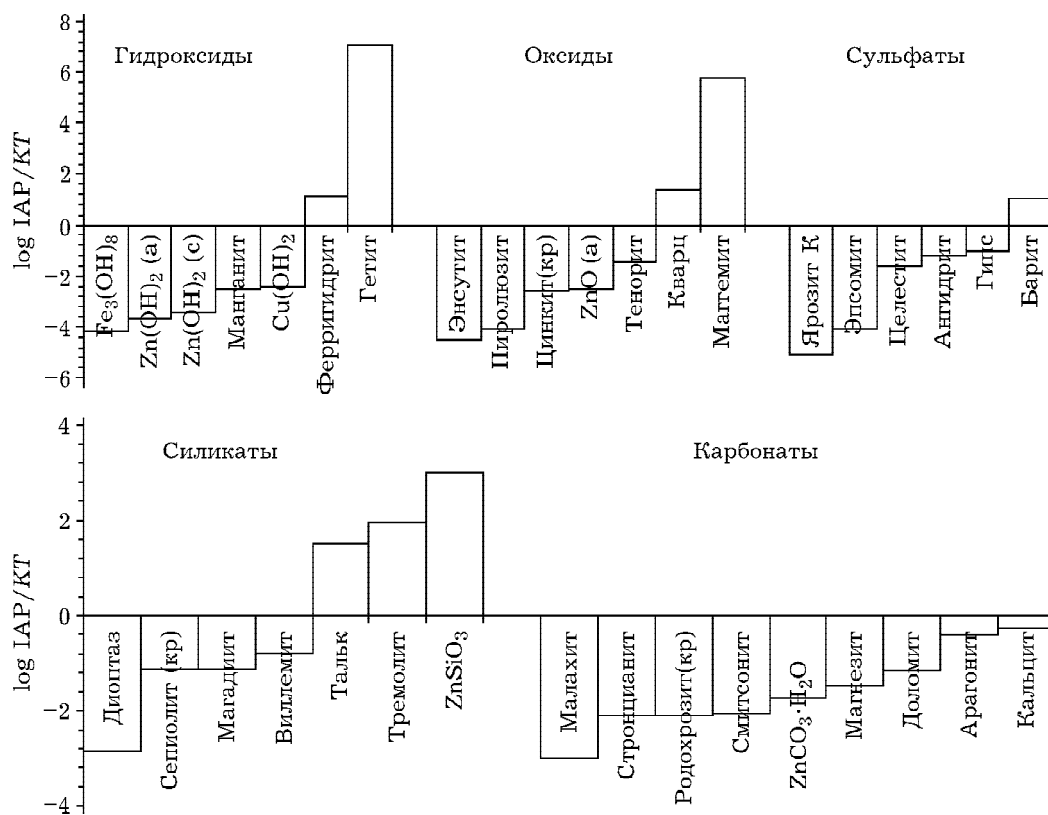 8
6
4
2
0
−2
−4
−6
log IAP/KT
Гидроксиды
Оксиды
Сульфаты
Fe₃(OH)₈
Zn(OH)₂ (a)
Zn(OH)₂ (c)
Манганит
Cu(OH)₂
Ферригидрит
Гетит
Энсутит
Пиролюзит
Цинкит(кр)
ZnO (a)
Тенорит
Кварц
Маггемит
Ярозит К
Эпсомит
Целестит
Ангидрит
Гипс
Барит
4
2
0
−2
−4
log IAP/KT
Силикаты
Карбонаты
Диоптаз
Сепиолит (кр)
Магадиит
Виллемит
Тальк
Тремолит
ZnSiO₃
Малахит
Стронцианит
Родохрозит(кр)
Смитсонит
ZnCO₃·H₂O
Магнезит
Доломит
Арагонит
Кальцит